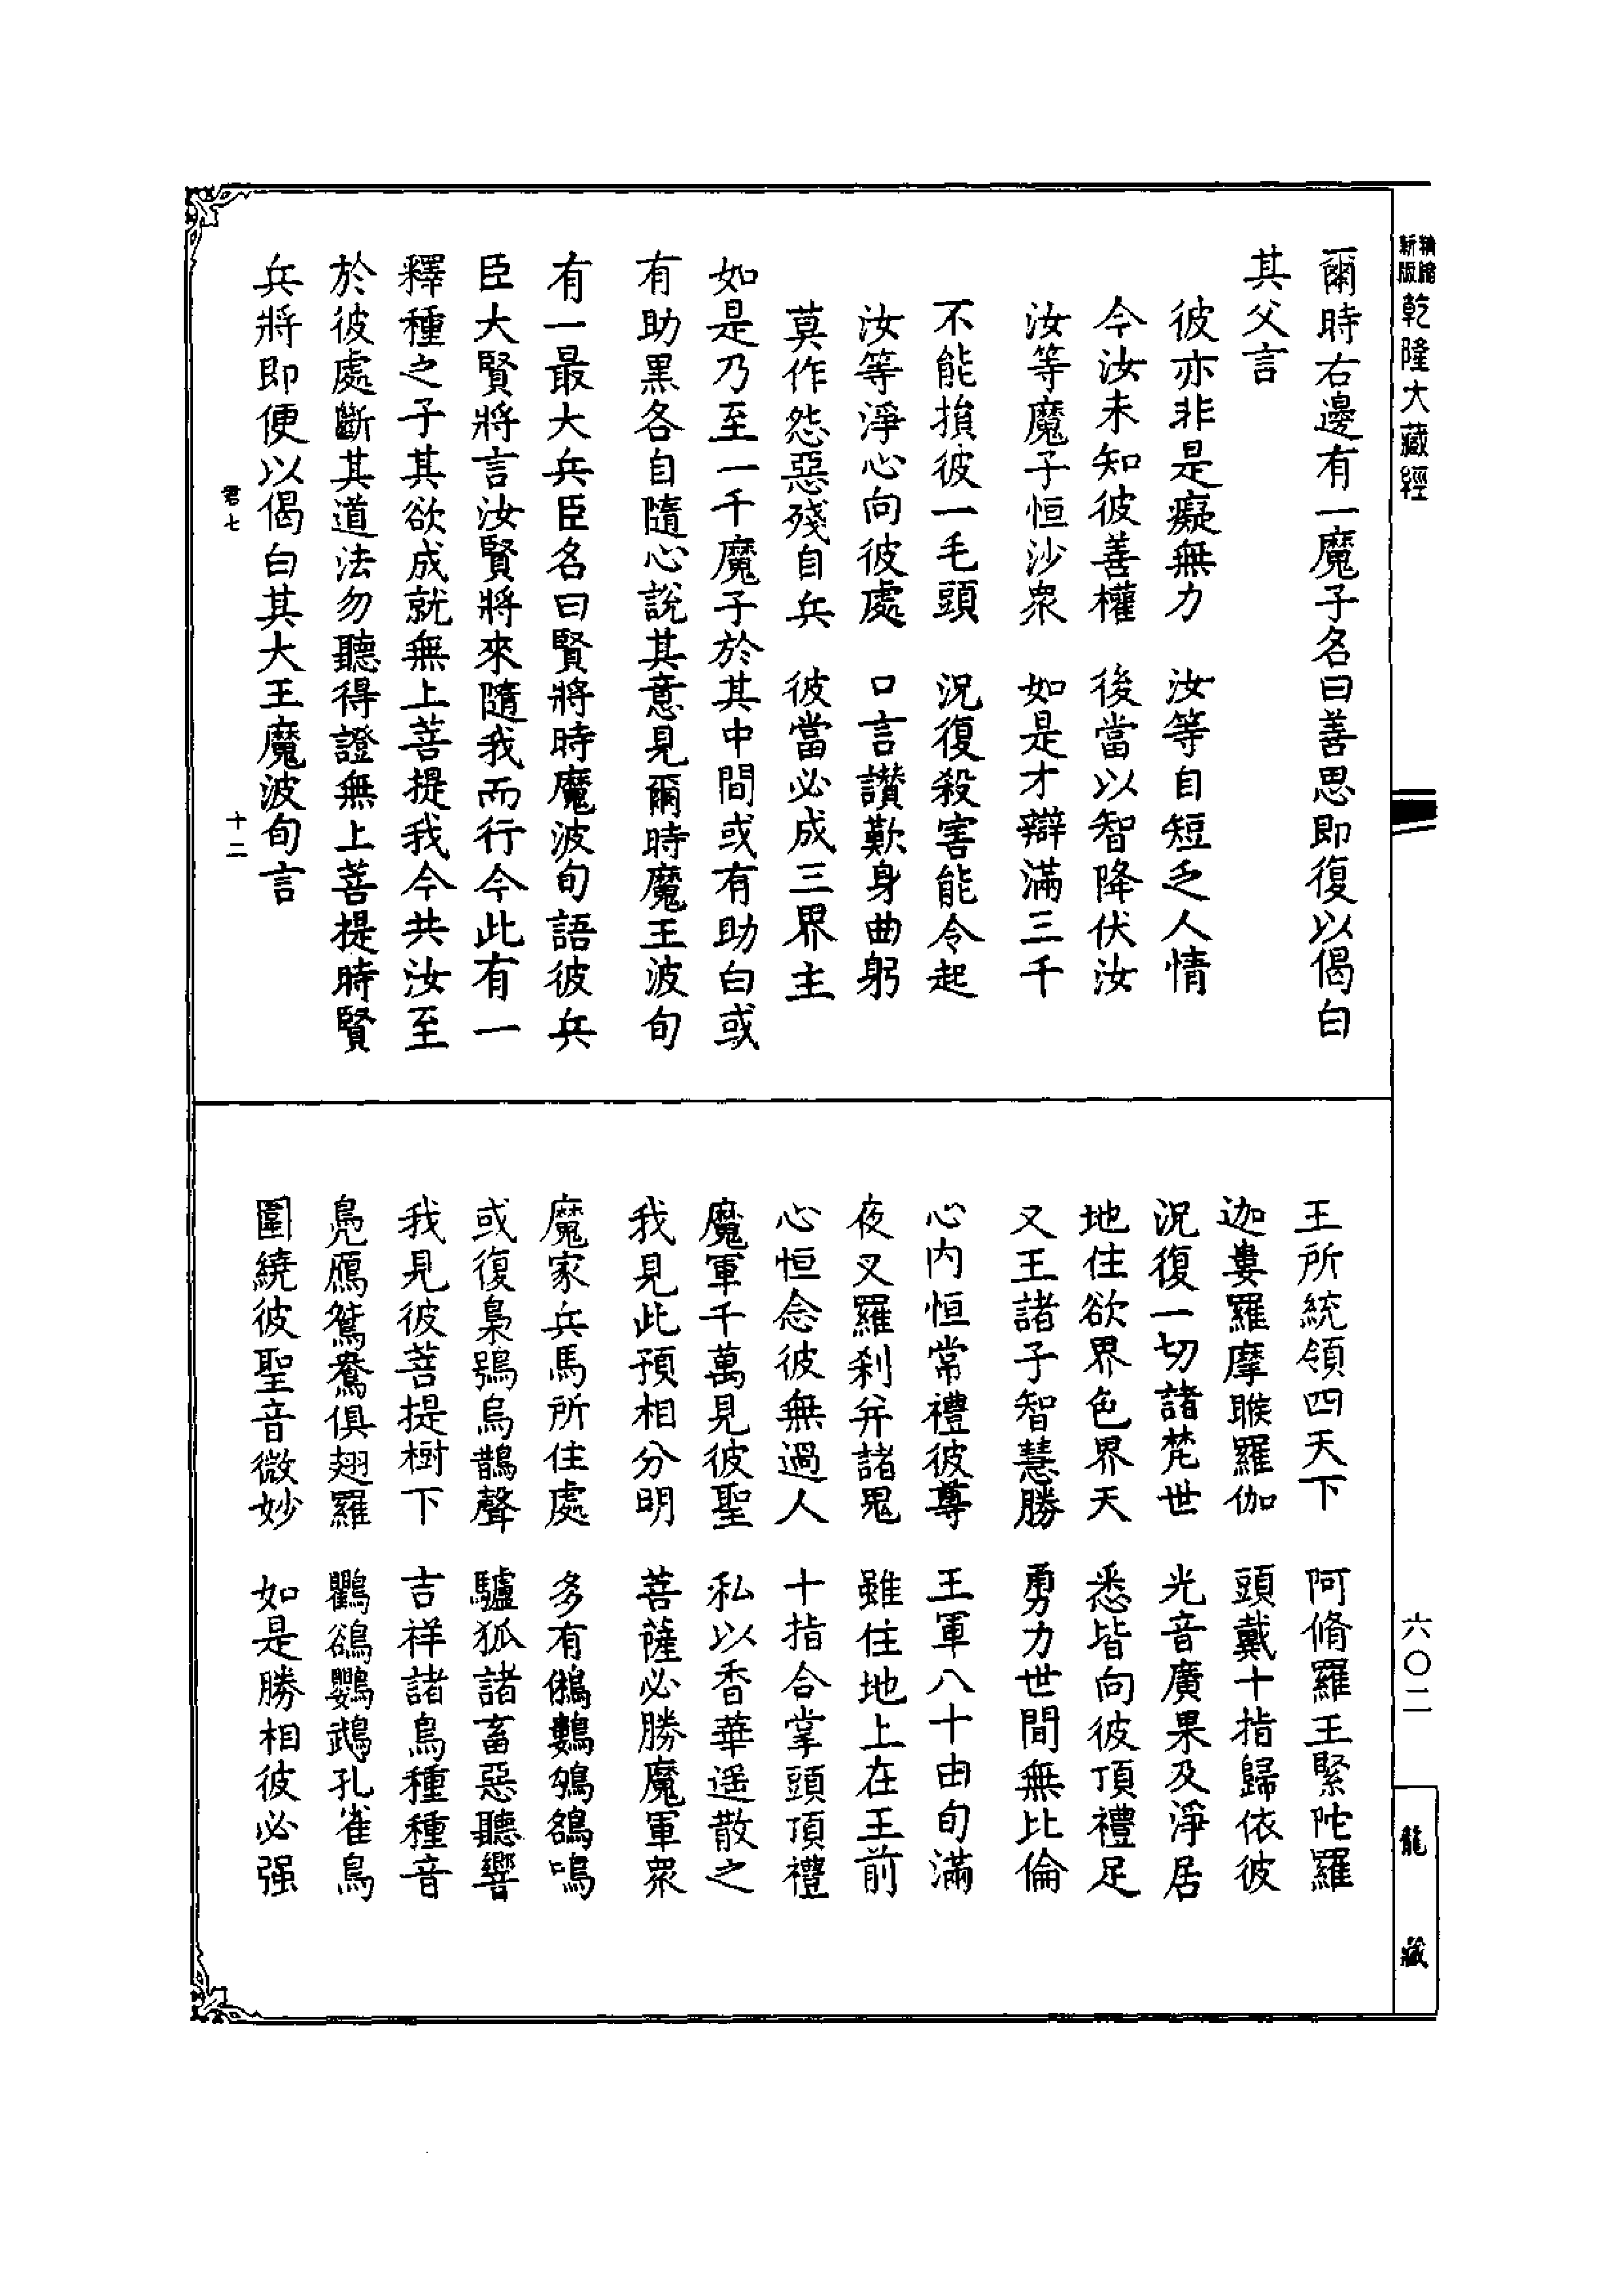 精縮
新版
乾隆大藏經
六〇二
龍藏
爾時右邊有一魔子名曰善思即復以偈白
其父言
彼亦非是癡無力　汝等自短乏人情
今汝未知彼善權　後當以智降伏汝
汝等魔子恒沙衆　如是才辯滿三千
不能損彼一毛頭　況復殺害能令起
汝等淨心向彼處　口言讃歎身曲躬
莫作怨惡殘自兵　彼當必成三界主
如是乃至一千魔子於其中間或有助白或
有助黑各自隨心說其意見爾時魔王波旬
有一最大兵臣名曰賢將時魔波旬語彼兵
臣大賢將言汝賢將來隨我而行今此有一
釋種之子其欲成就無上菩提我今共汝至
於彼處斷其道法勿聽得證無上菩提時賢
兵將即便以偈白其大王魔波旬言
君七
十二
王所統領四天下　阿脩羅王緊陀羅
迦婁羅摩睺羅伽　頭戴十指歸依彼
況復一切諸梵世　光音廣果及淨居
地住欲界色界天　悉皆向彼頂禮足
又王諸子智慧勝　勇力世間無比倫
心內恒常禮彼尊　王軍八十由旬滿
夜叉羅刹并諸鬼　雖住地上在王前
心恒念彼無過人　十指合掌頭頂禮
魔軍千萬見彼聖　私以香華遥散之
我見此預相分明　菩薩必勝魔軍衆
魔家兵馬所住處　多有鵂鶹鴝鵒鳴
或復梟鴞烏鵲聲　驢狐諸畜惡聽響
我見彼菩提樹下　吉祥諸鳥種種音
鳧鴈鴛鴦俱翅羅　鸜鵒鸚鵡孔雀鳥
圍繞彼聖音微妙　如是勝相彼必强